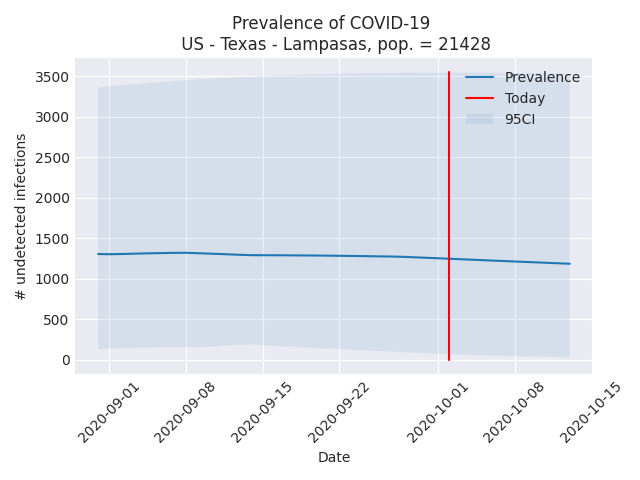 Prevalence of COVID-19
US - Texas - Lampasas, pop. = 21428
Prevalence
Today
95CI
# undetected infections
3500
3000
2500
2000
1500
1000
500
0
2020-09-01
2020-09-08
2020-09-15
2020-09-22
2020-10-01
2020-10-08
2020-10-15
Date